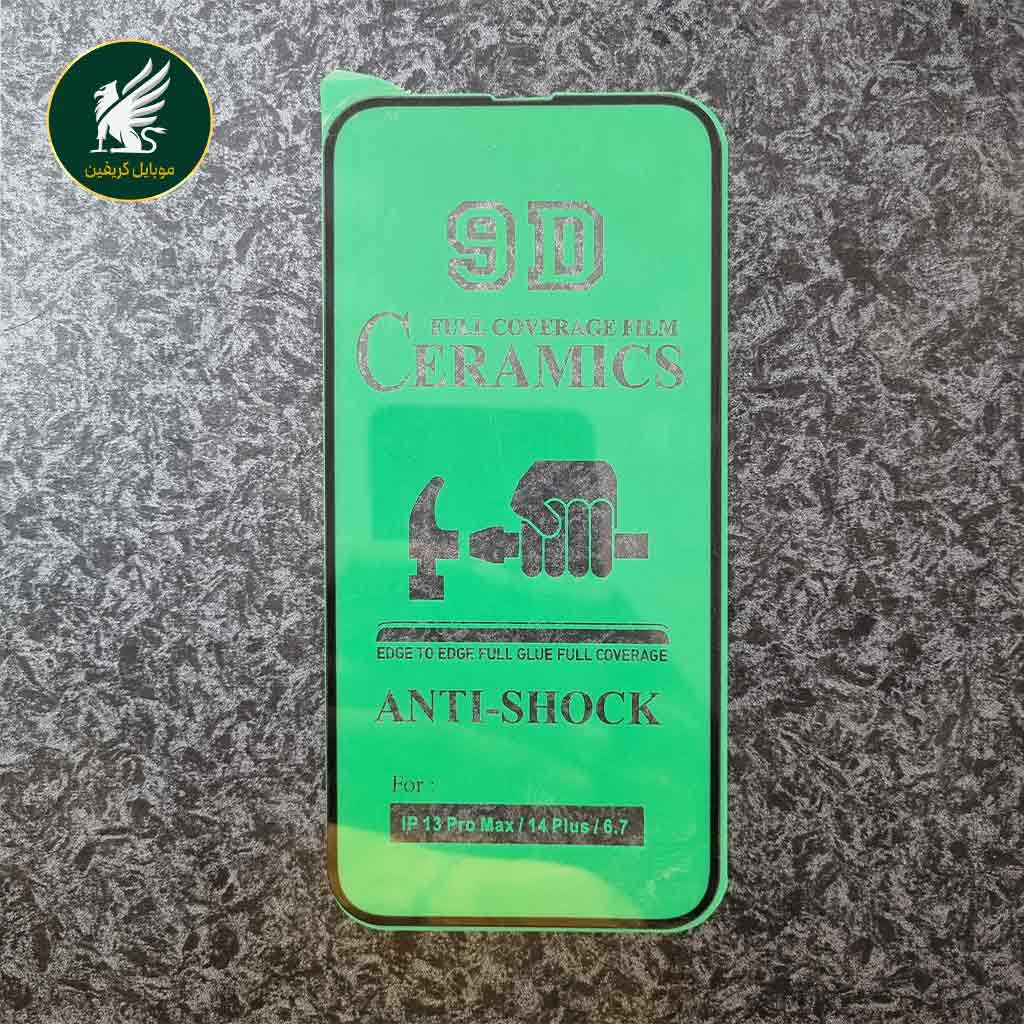 موبایل گریفین
9D
FULL COVERAGE FILM
CERAMICS
EDGE TO EDGE FULL GLUE FULL COVERAGE
ANTI-SHOCK
For :
IP 13 Pro Max / 14 Plus / 6.7